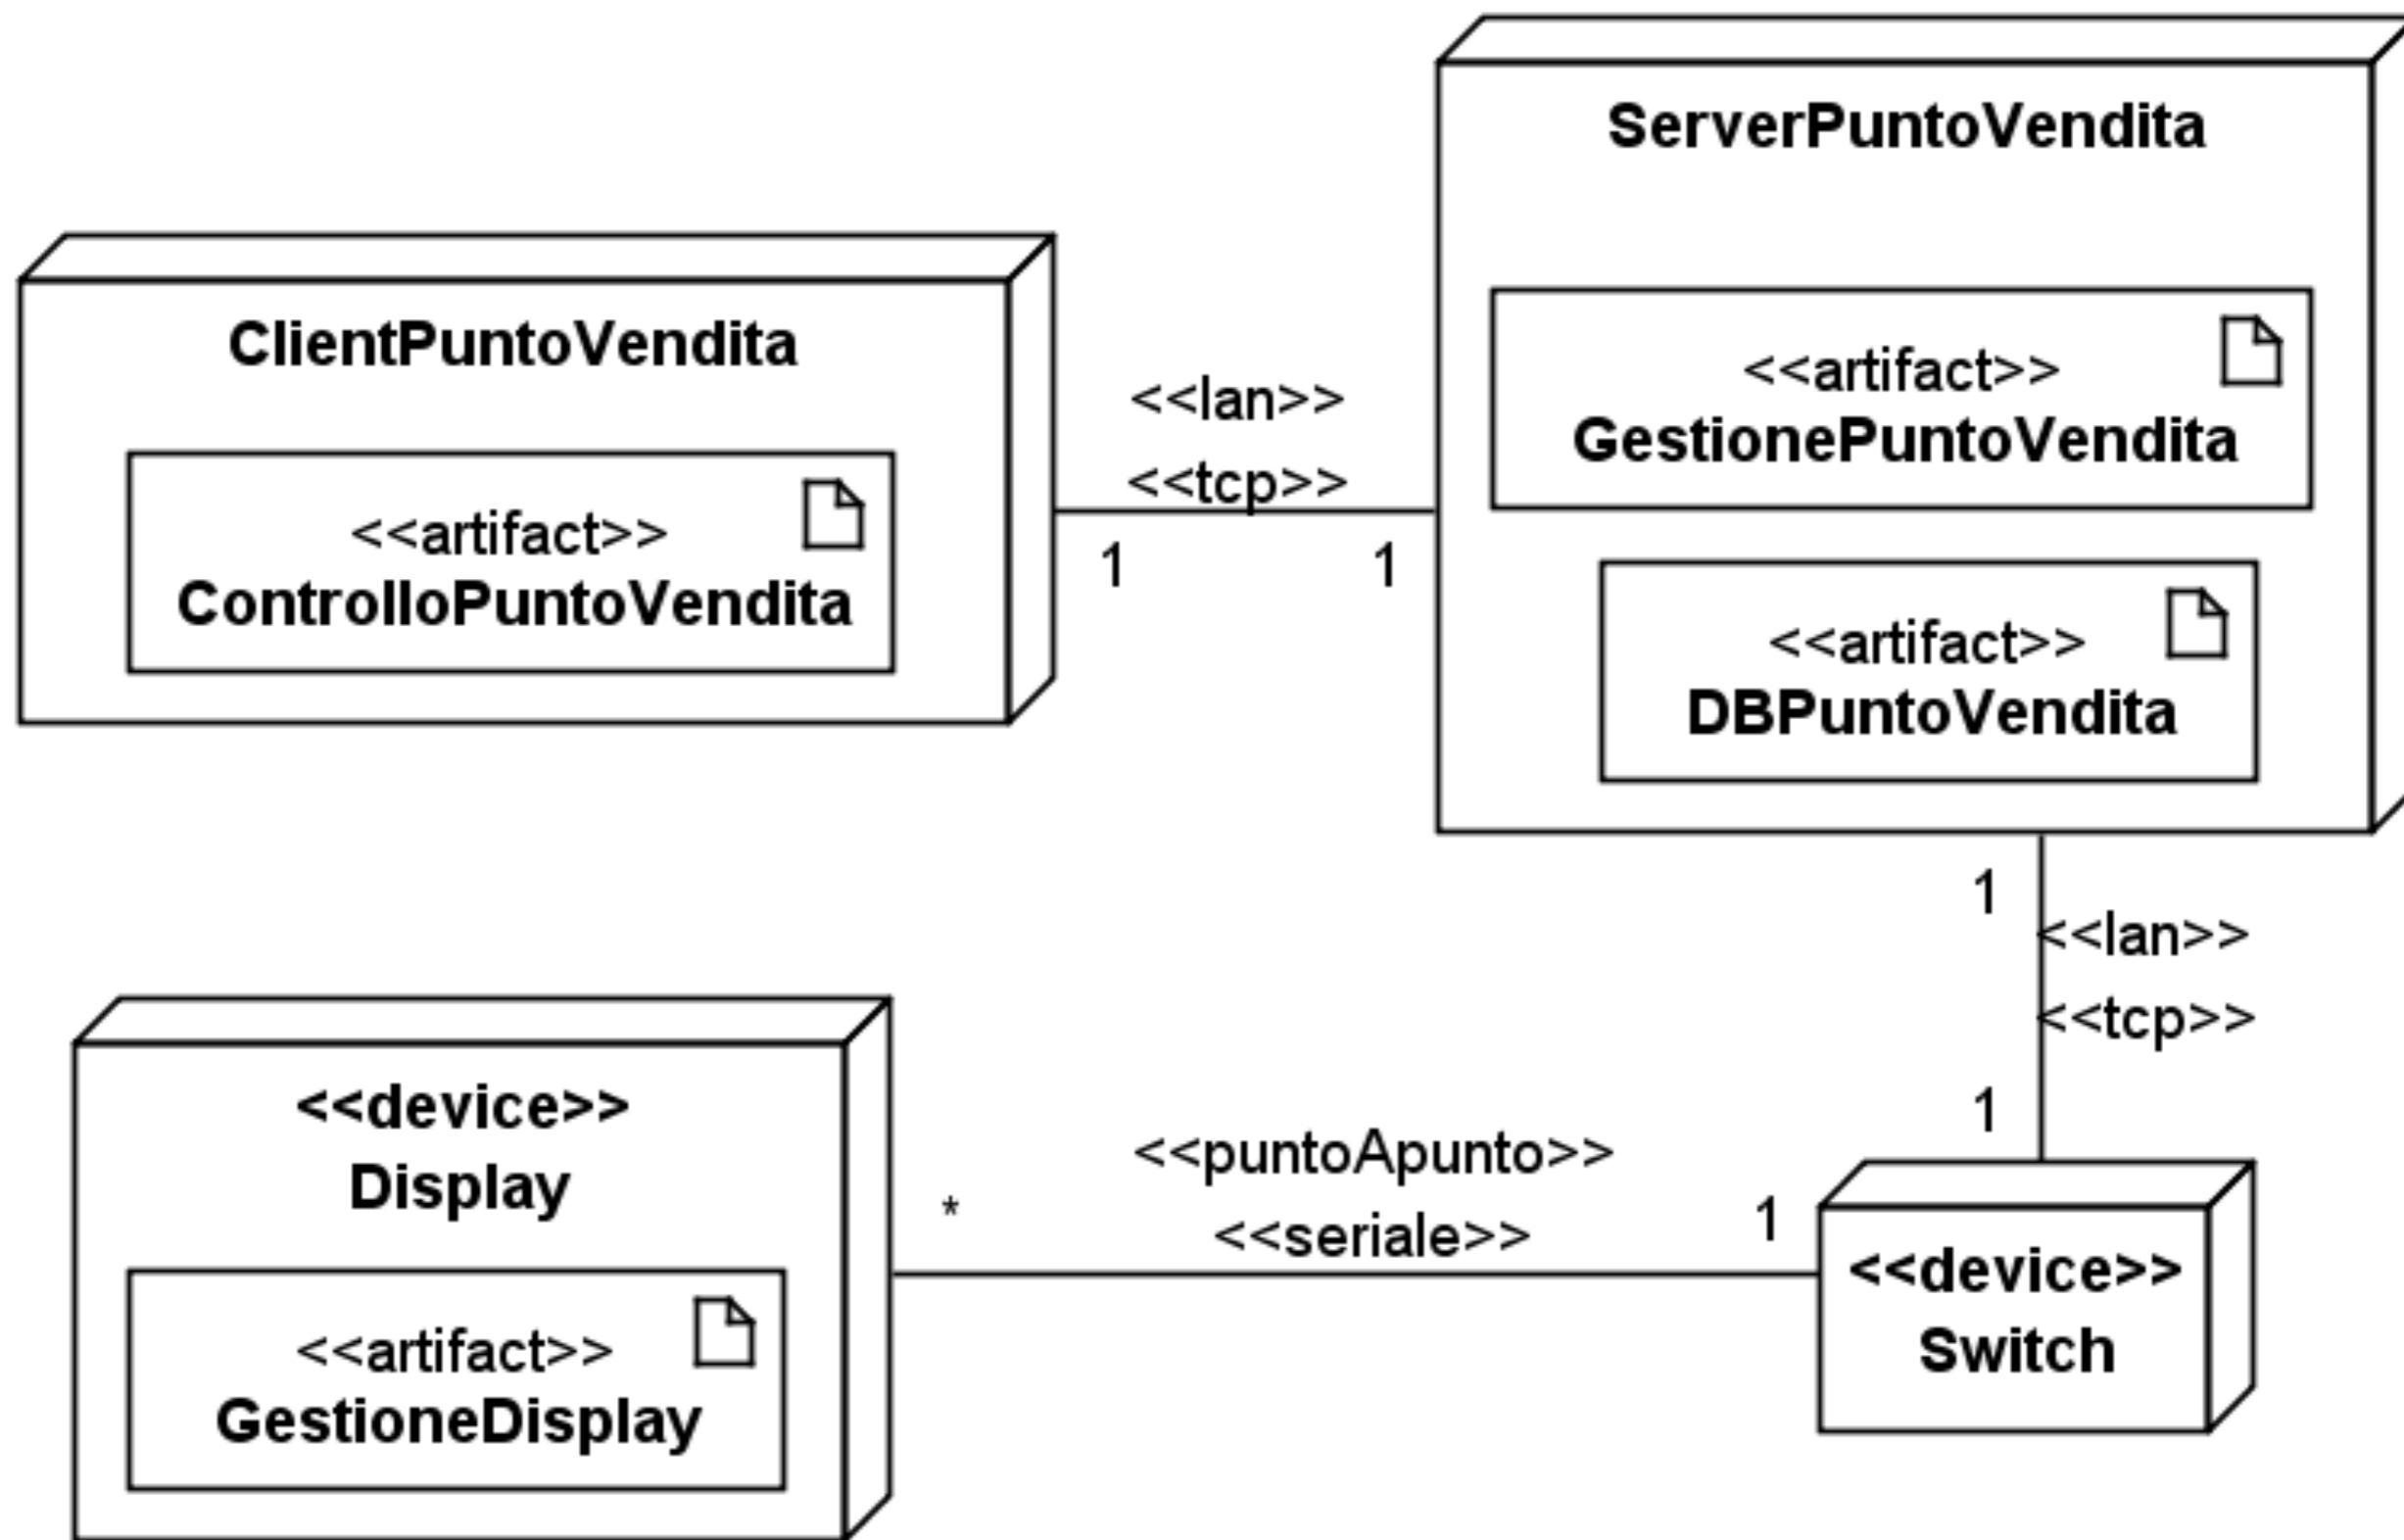 ServerPuntoVendita
<<artifact>>
GestionePuntoVendita
<<artifact>>
DBPuntoVendita
ClientPuntoVendita
<<artifact>>
ControlloPuntoVendita
<<lan>>
<<tcp>>
1
1
1
<<lan>>
<<tcp>>
1
<<device>>
Display
<<artifact>>
GestioneDisplay
<<puntoApunto>>
*
1
<<seriale>>
<<device>>
Switch